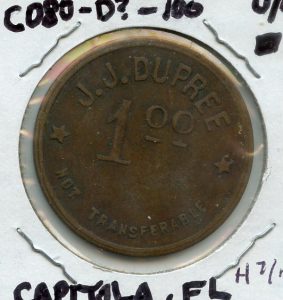 C080-D?-100
J.J. DUPREE
1 00
NOT TRANSFERABLE
CAPITOLA, FL